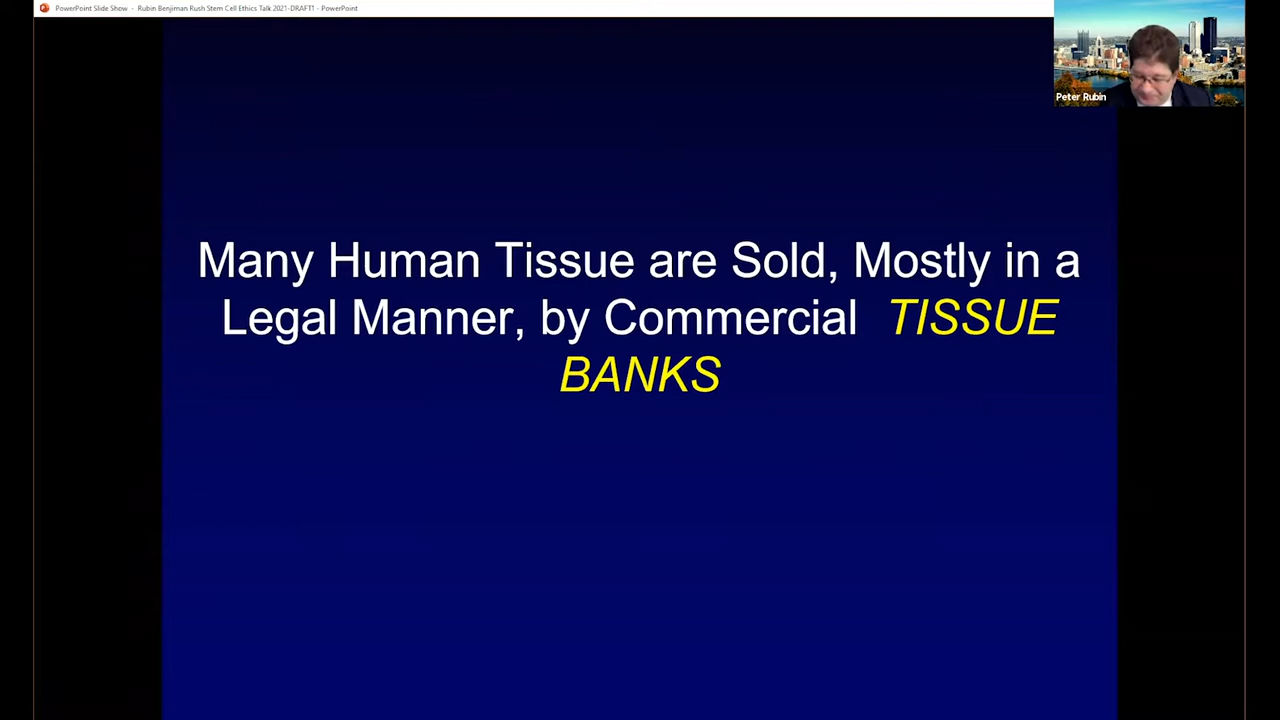 PowerPoint Slide Show - Rubin Benjiman Rush Stem Cell Ethics Talk 2021-DRAFT1 - PowerPoint
Peter Rubin
Many Human Tissue are Sold, Mostly in a
Legal Manner, by Commercial TISSUE
BANKS